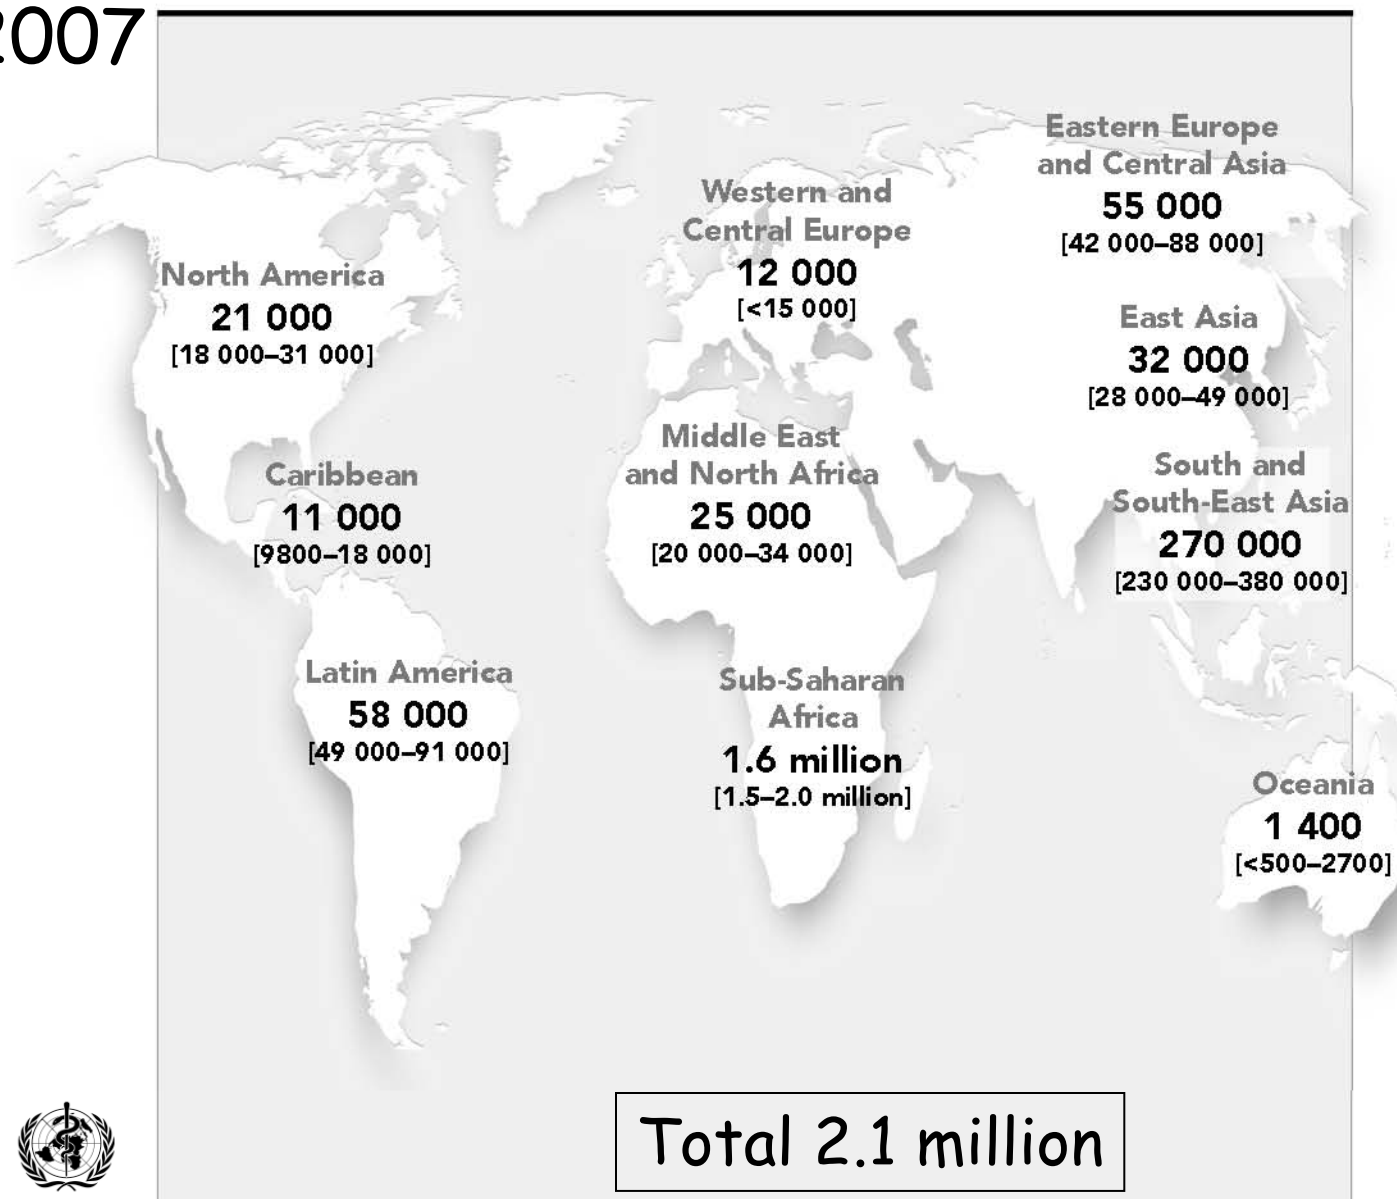 2007
Eastern Europe
and Central Asia
55 000
[42 000–88 000]
Western and
Central Europe
12 000
[<15 000]
North America
21 000
[18 000–31 000]
East Asia
32 000
[28 000–49 000]
Middle East
and North Africa
25 000
[20 000–34 000]
Caribbean
11 000
[9800–18 000]
South and
South-East Asia
270 000
[230 000–380 000]
Latin America
58 000
[49 000–91 000]
Sub-Saharan
Africa
1.6 million
[1.5–2.0 million]
Oceania
1 400
[<500–2700]
Total 2.1 million